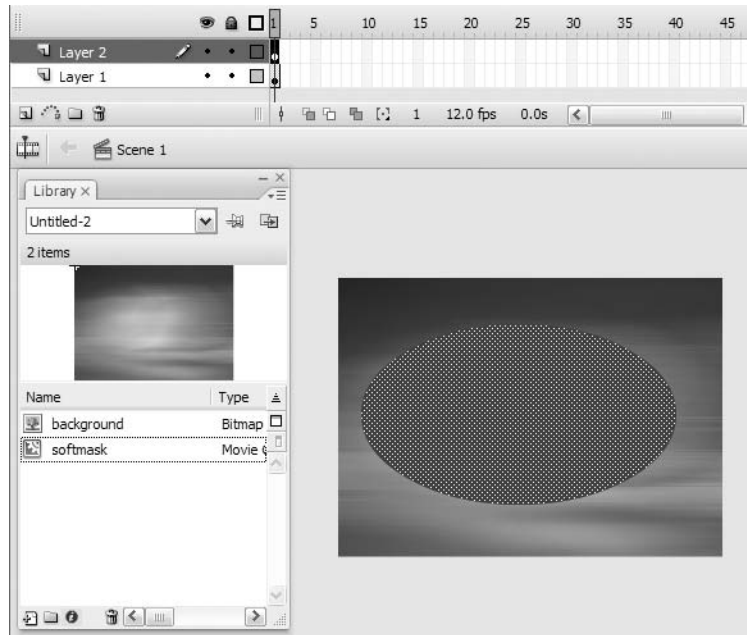 1 5 10 15 20 25 30 35 40 45
Layer 2
Layer 1
1 12.0 fps 0.0s
Scene 1
Library
Untitled-2
2 items
Name Type
background Bitmap
softmask Movie